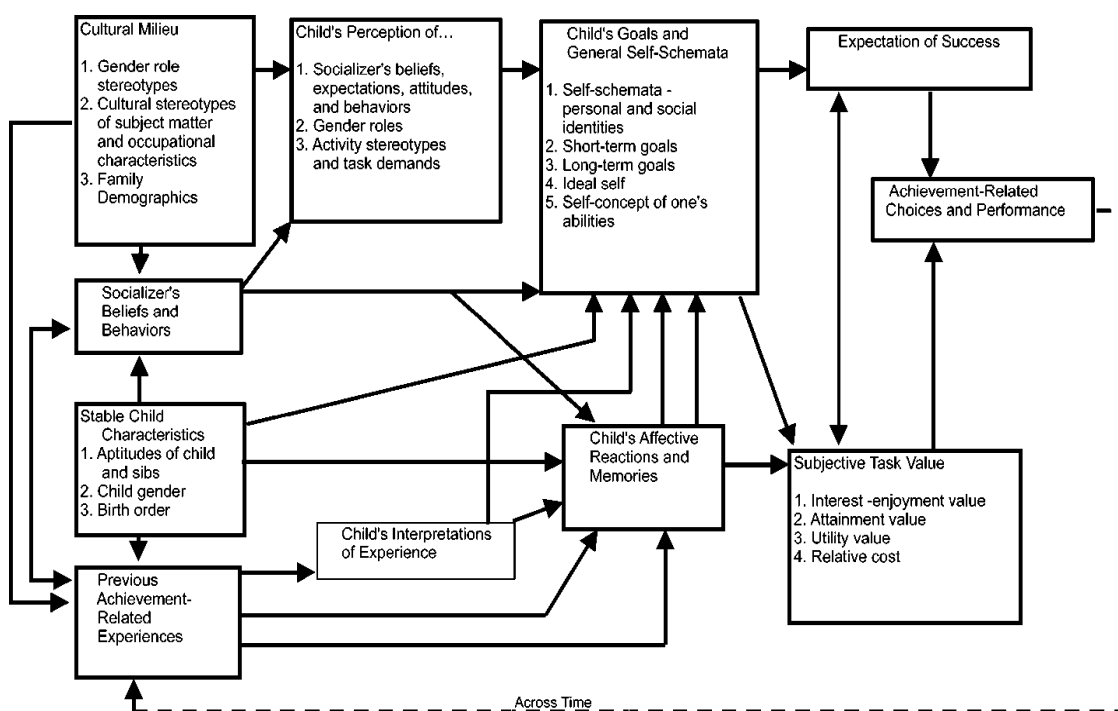 Cultural Milieu
1. Gender role
stereotypes
2. Cultural stereotypes
of subject matter
and occupational
characteristics
3. Family
Demographics
Child's Perception of...
1. Socializer's beliefs,
expectations, attitudes,
and behaviors
2. Gender roles
3. Activity stereotypes
and task demands
Child's Goals and
General Self-Schemata
1. Self-schemata -
personal and social
identities
2. Short-term goals
3. Long-term goals
4. Ideal self
5. Self-concept of one's
abilities
Expectation of Success
Achievement-Related
Choices and Performance
Socializer's
Beliefs and
Behaviors
Stable Child
Characteristics
1. Aptitudes of child
and sibs
2. Child gender
3. Birth order
Previous
Achievement-
Related
Experiences
Child's Interpretations
of Experience
Child's Affective
Reactions and
Memories
Subjective Task Value
1. Interest -enjoyment value
2. Attainment value
3. Utility value
4. Relative cost
Across Time